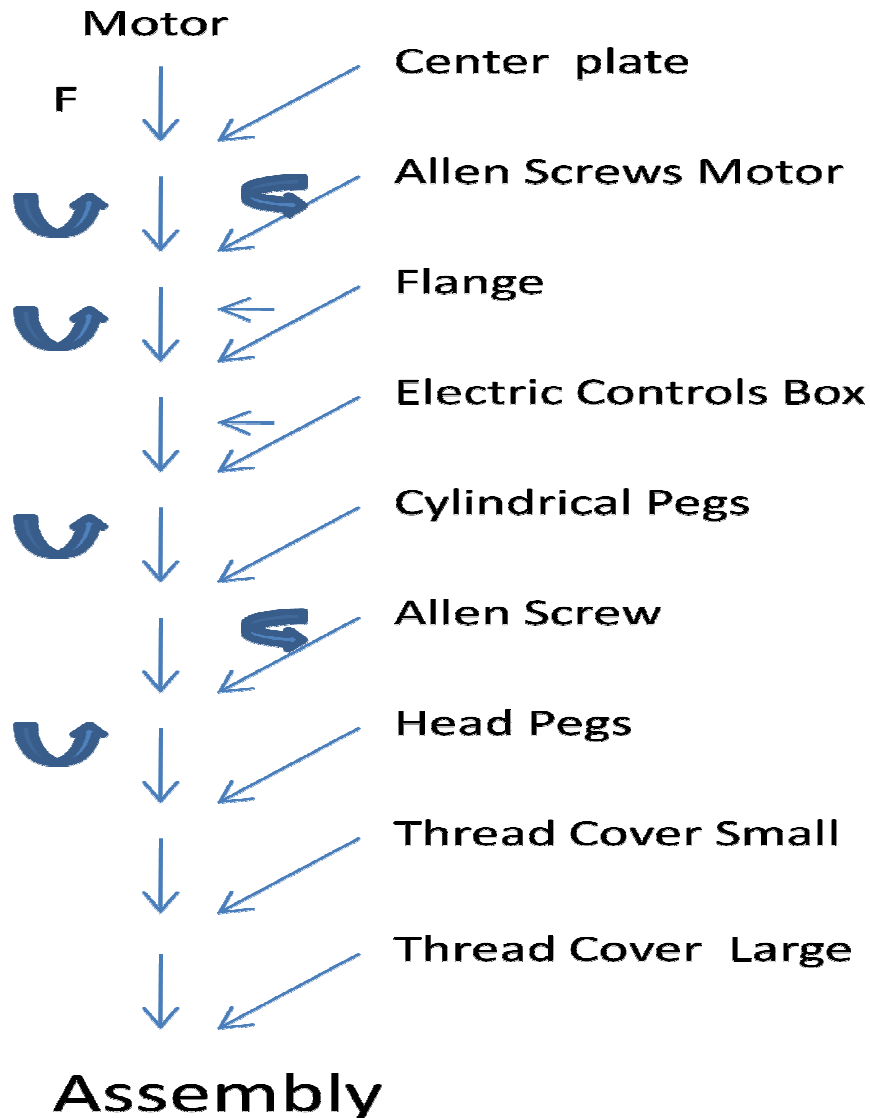 Motor
Center plate
F
Allen Screws Motor
Flange
Electric Controls Box
Cylindrical Pegs
Allen Screw
Head Pegs
Thread Cover Small
Thread Cover Large
Assembly